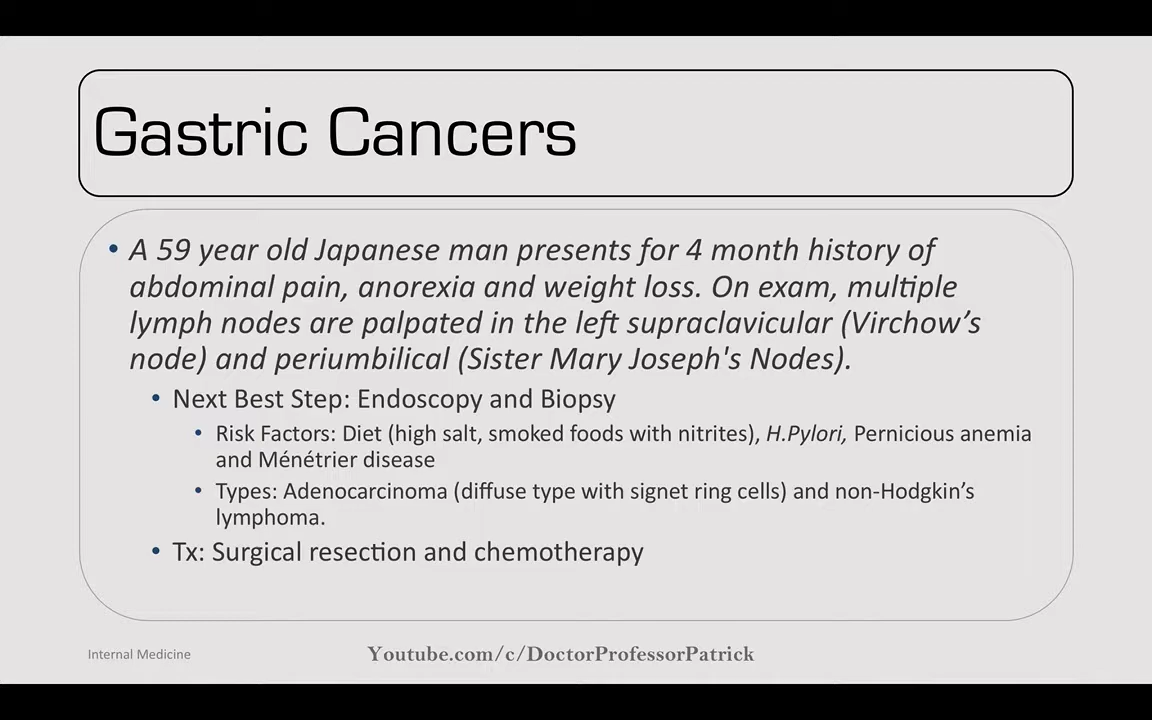 Gastric Cancers
• A 59 year old Japanese man presents for 4 month history of
abdominal pain, anorexia and weight loss. On exam, multiple
lymph nodes are palpated in the left supraclavicular (Virchow's
node) and periumbilical (Sister Mary Joseph's Nodes).
• Next Best Step: Endoscopy and Biopsy
• Risk Factors: Diet (high salt, smoked foods with nitrites), H.Pylori, Pernicious anemia
and Ménétrier disease
• Types: Adenocarcinoma (diffuse type with signet ring cells) and non-Hodgkin's
lymphoma.
• Tx: Surgical resection and chemotherapy
Internal Medicine
Youtube.com/c/DoctorProfessorPatrick